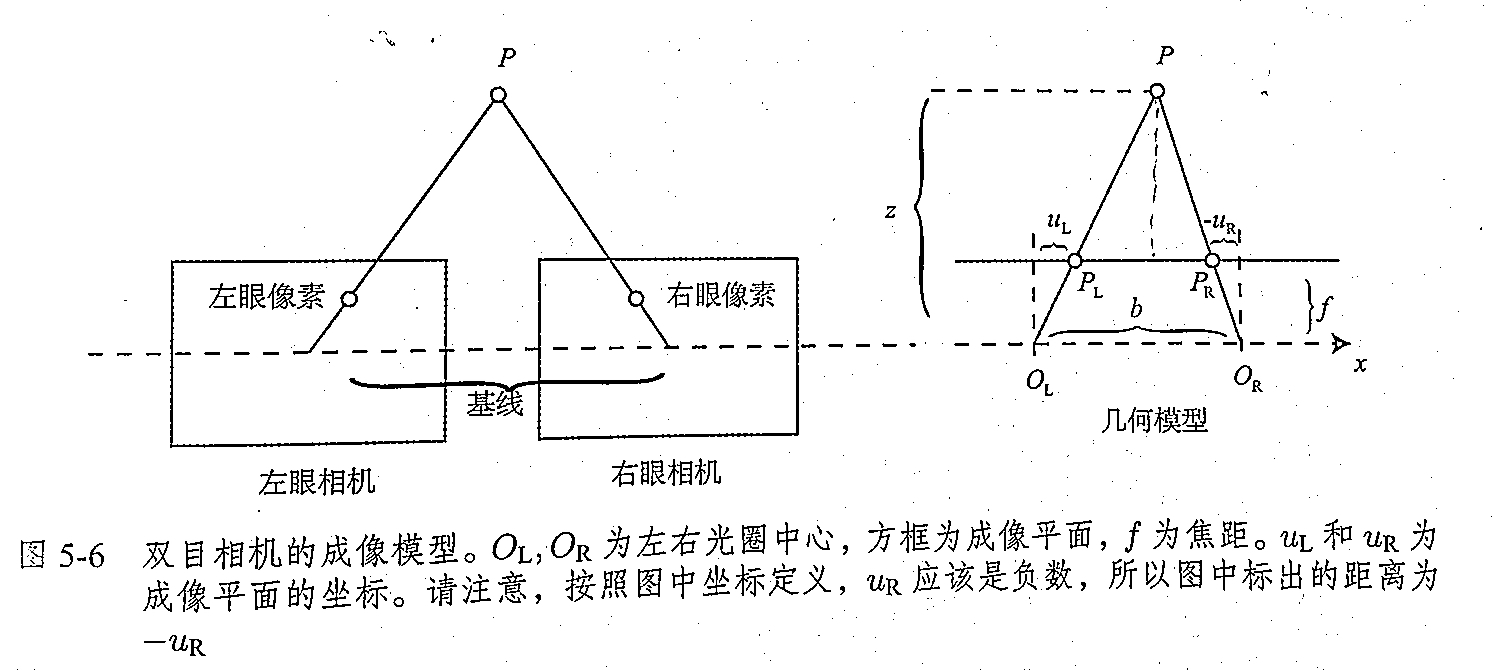 P
左眼像素
右眼像素
基线
左眼相机
右眼相机
P
z
u_L
-u_R
P_L
P_R
b
f
x
O_L
O_R
几何模型
图 5-6 双目相机的成像模型。O_L, O_R 为左右光圈中心，方框为成像平面，f 为焦距。u_L 和 u_R 为
成像平面的坐标。请注意，按照图中坐标定义，u_R 应该是负数，所以图中标出的距离为
−u_R